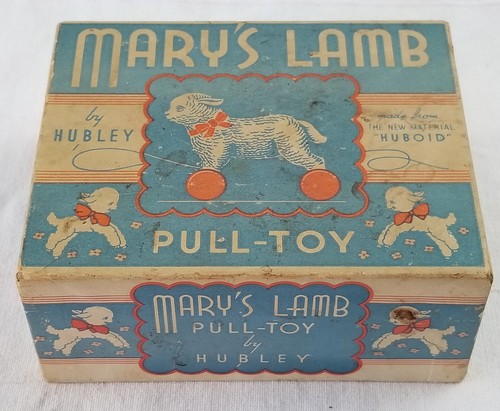 MARY'S LAMB
by
HUBLEY
made from
THE NEW MATERIAL
"HUBOID"
PULL-TOY
MARY'S LAMB
PULL-TOY
by
HUBLEY